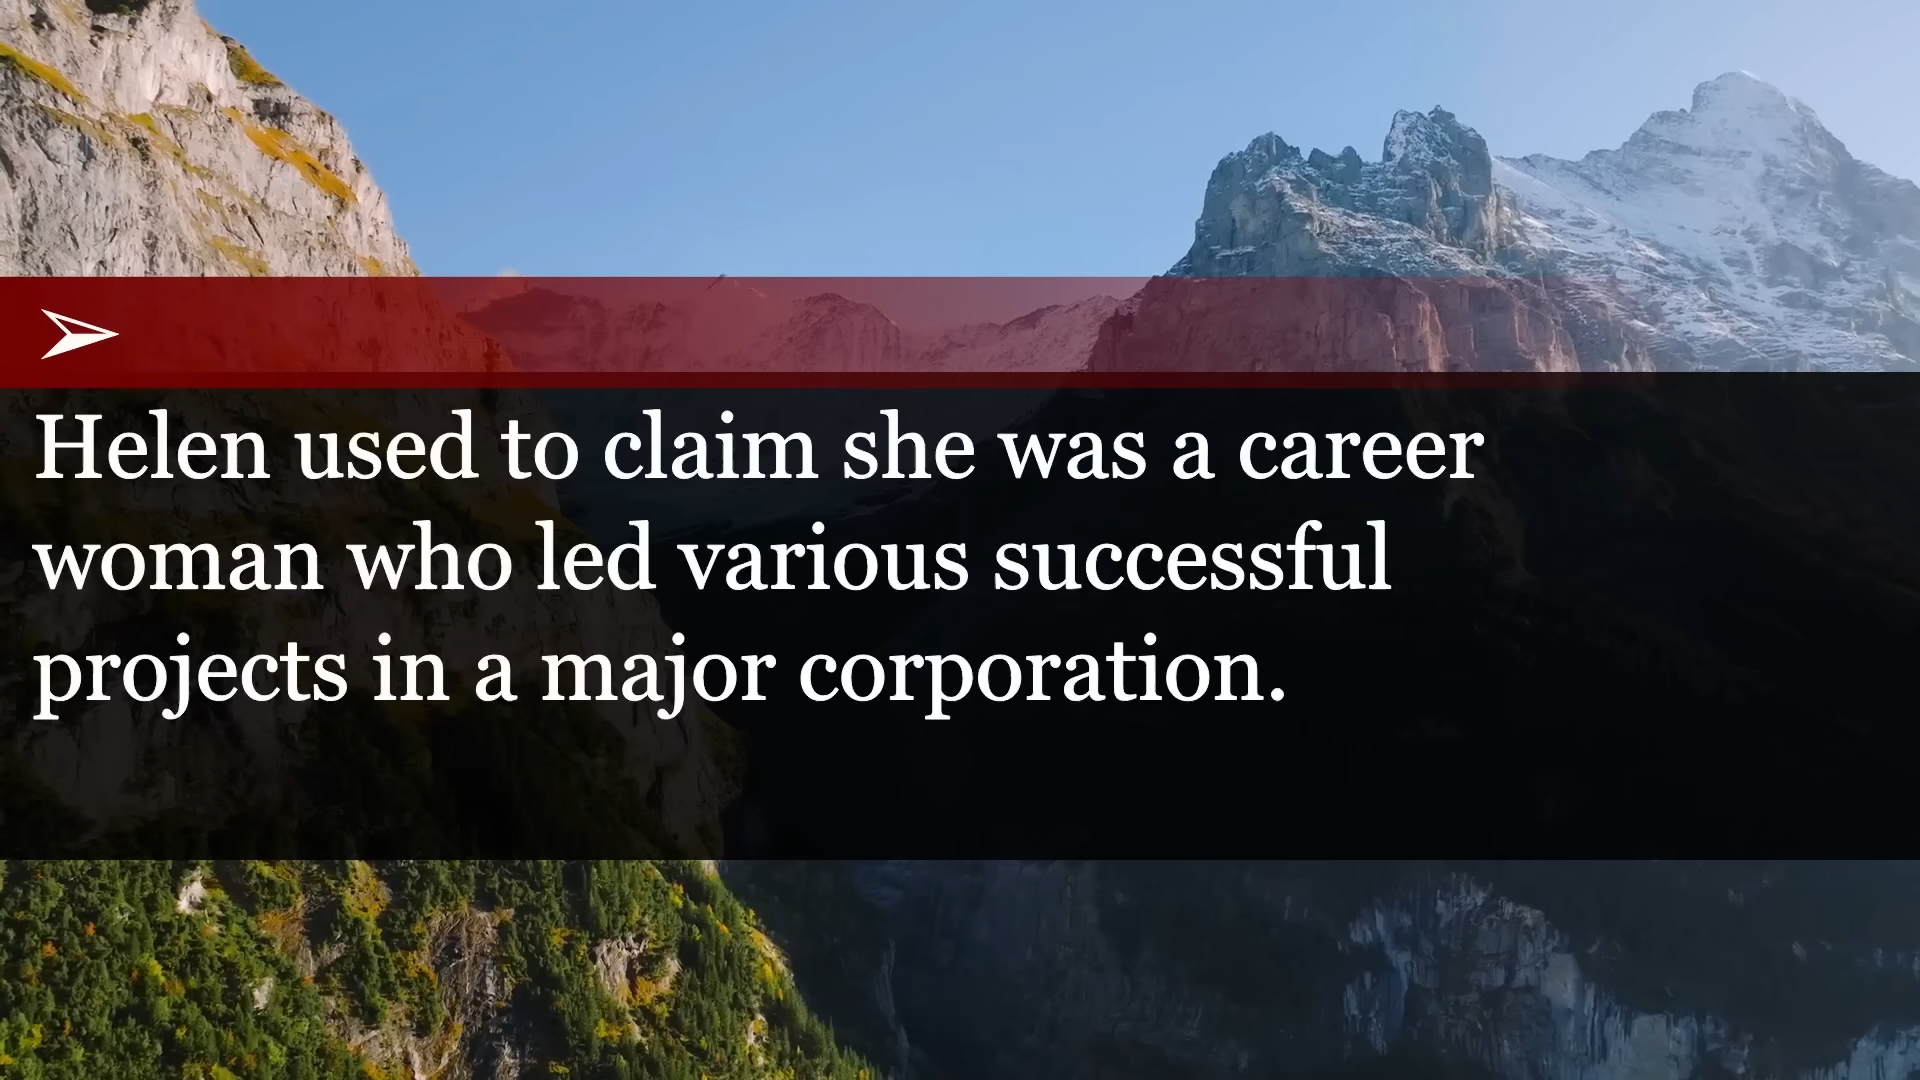 Helen used to claim she was a career
woman who led various successful
projects in a major corporation.